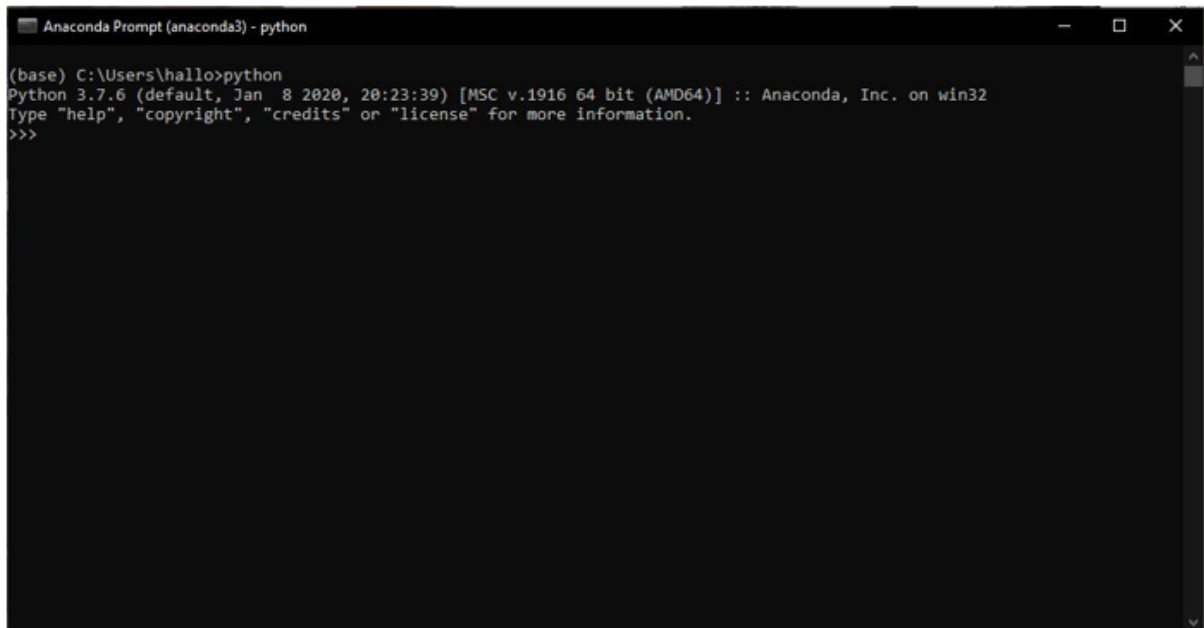 Anaconda Prompt (anaconda3) - python
(base) C:\Users\hallo>python
Python 3.7.6 (default, Jan  8 2020, 20:23:39) [MSC v.1916 64 bit (AMD64)] :: Anaconda, Inc. on win32
Type "help", "copyright", "credits" or "license" for more information.
>>>